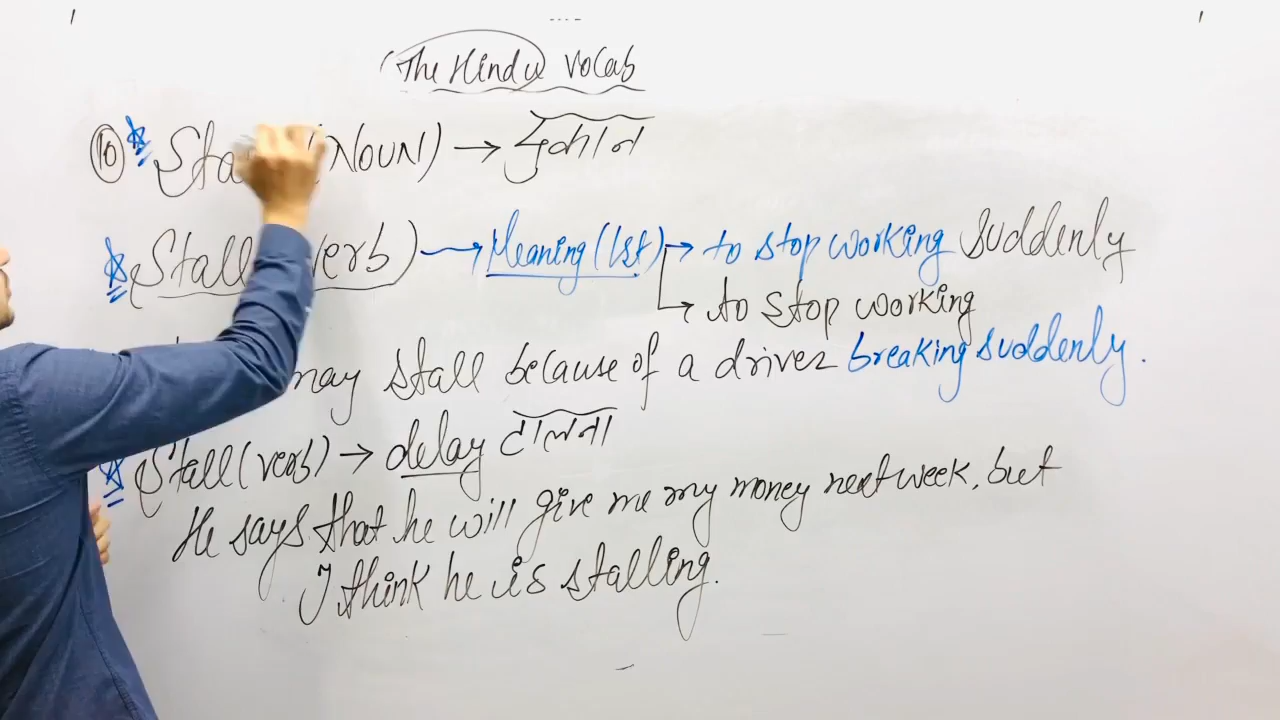 The Hindu Vocab
10 (Noun) → दुकान
Stall verb) → Meaning (1st) → to stop working suddenly
→ to stop working
may stall because of a driver breaking suddenly.
Stall (verb) → delay टालना
He says that he will give me my money next week, but
I think he is stalling.